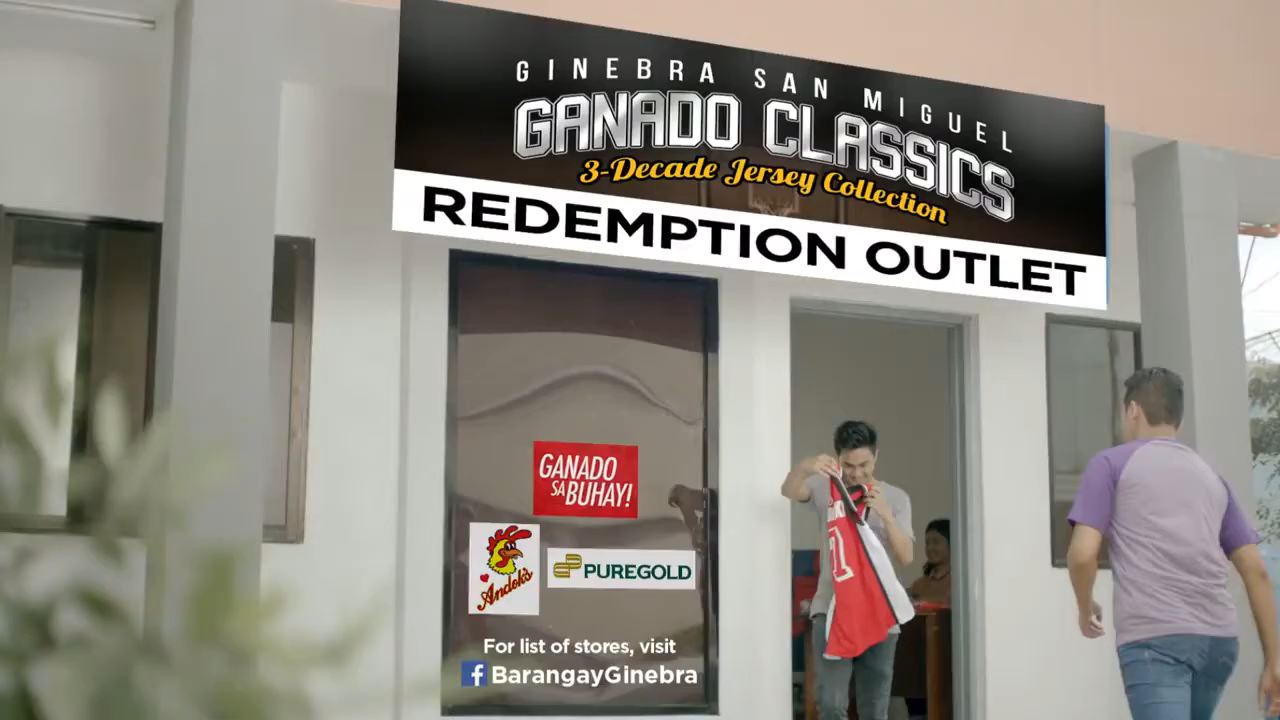 GINEBRA SAN MIGUEL
GANADO CLASSICS
3-Decade Jersey Collection
REDEMPTION OUTLET
GANADO
SA BUHAY!
Andok's
PUREGOLD
For list of stores, visit
f BarangayGinebra